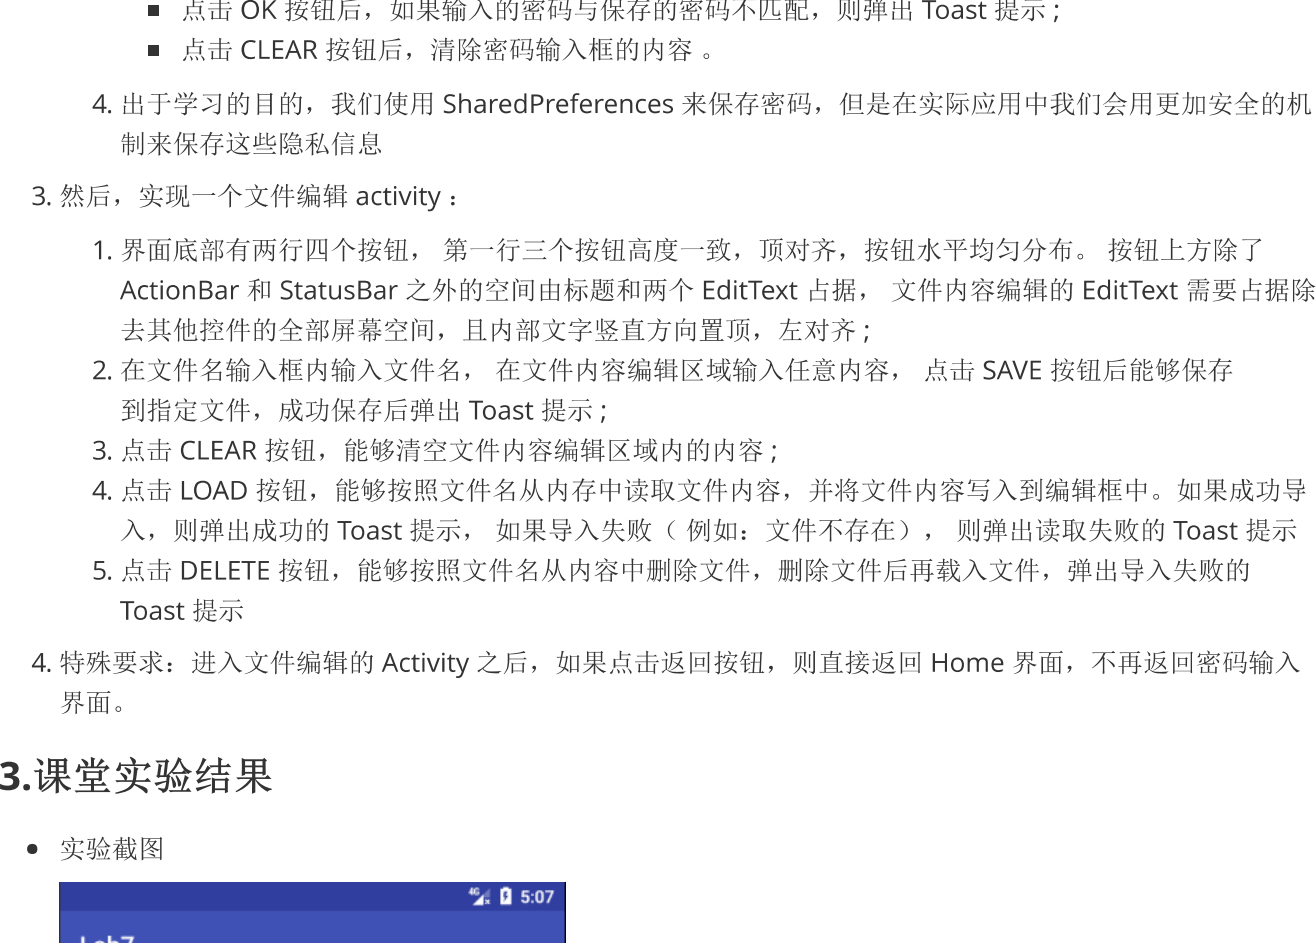 ▪ 点击 OK 按钮后，如果输入的密码与保存的密码不匹配，则弹出 Toast 提示 ;
▪ 点击 CLEAR 按钮后，清除密码输入框的内容 。
4. 出于学习的目的，我们使用 SharedPreferences 来保存密码，但是在实际应用中我们会用更加安全的机
制来保存这些隐私信息
3. 然后，实现一个文件编辑 activity：
1. 界面底部有两行四个按钮， 第一行三个按钮高度一致，顶对齐，按钮水平均匀分布。 按钮上方除了
ActionBar 和 StatusBar 之外的空间由标题和两个 EditText 占据， 文件内容编辑的 EditText 需要占据除
去其他控件的全部屏幕空间，且内部文字竖直方向置顶，左对齐 ;
2. 在文件名输入框内输入文件名， 在文件内容编辑区域输入任意内容， 点击 SAVE 按钮后能够保存
到指定文件，成功保存后弹出 Toast 提示 ;
3. 点击 CLEAR 按钮，能够清空文件内容编辑区域内的内容 ;
4. 点击 LOAD 按钮，能够按照文件名从内存中读取文件内容，并将文件内容写入到编辑框中。如果成功导
入，则弹出成功的 Toast 提示， 如果导入失败（ 例如：文件不存在）， 则弹出读取失败的 Toast 提示
5. 点击 DELETE 按钮，能够按照文件名从内容中删除文件，删除文件后再载入文件，弹出导入失败的
Toast 提示
4. 特殊要求：进入文件编辑的 Activity 之后，如果点击返回按钮，则直接返回 Home 界面，不再返回密码输入
界面。
3.课堂实验结果
• 实验截图
4G 5:07
Lab7